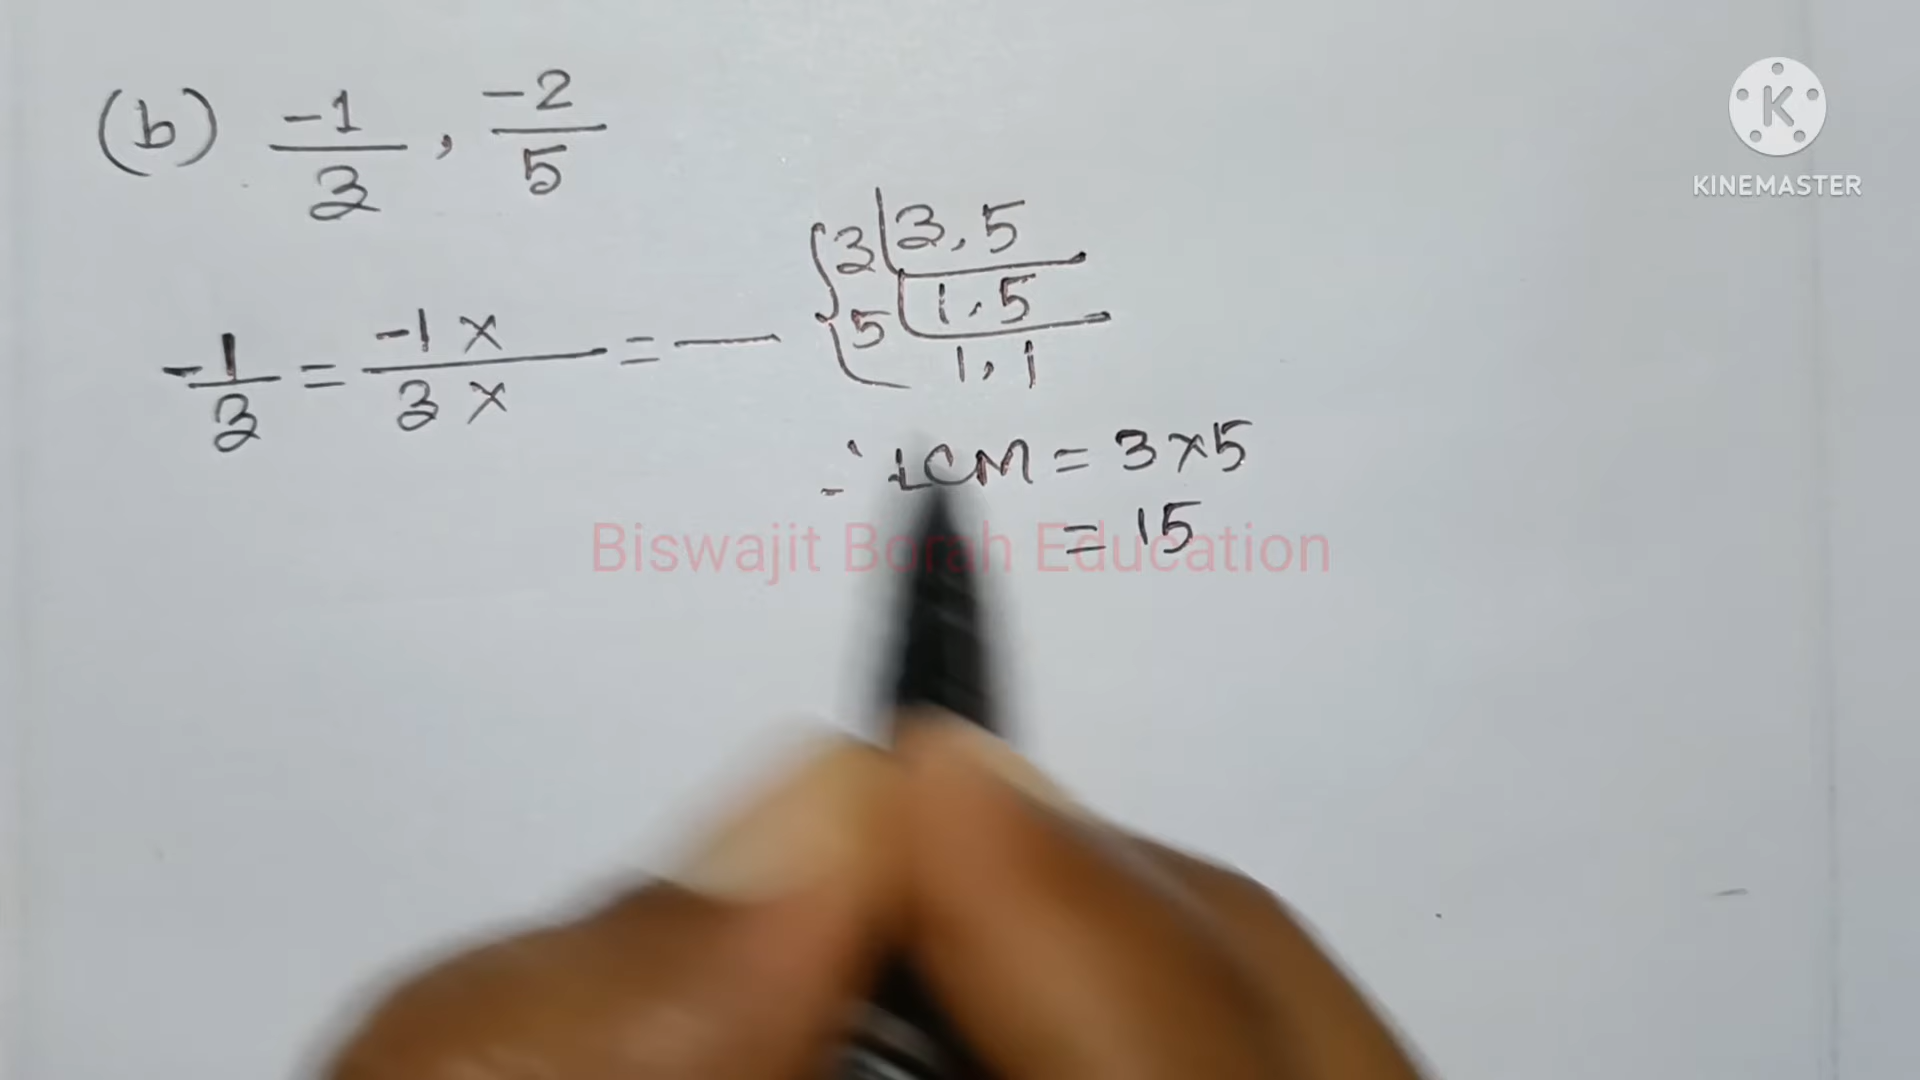 (b) -1/3 , -2/5
3 | 3, 5
5 | 1, 5
1, 1
-1/3 = -1 × / 3 × = —
∴ LCM = 3×5
= 15
KINEMASTER
Biswajit Borah Education